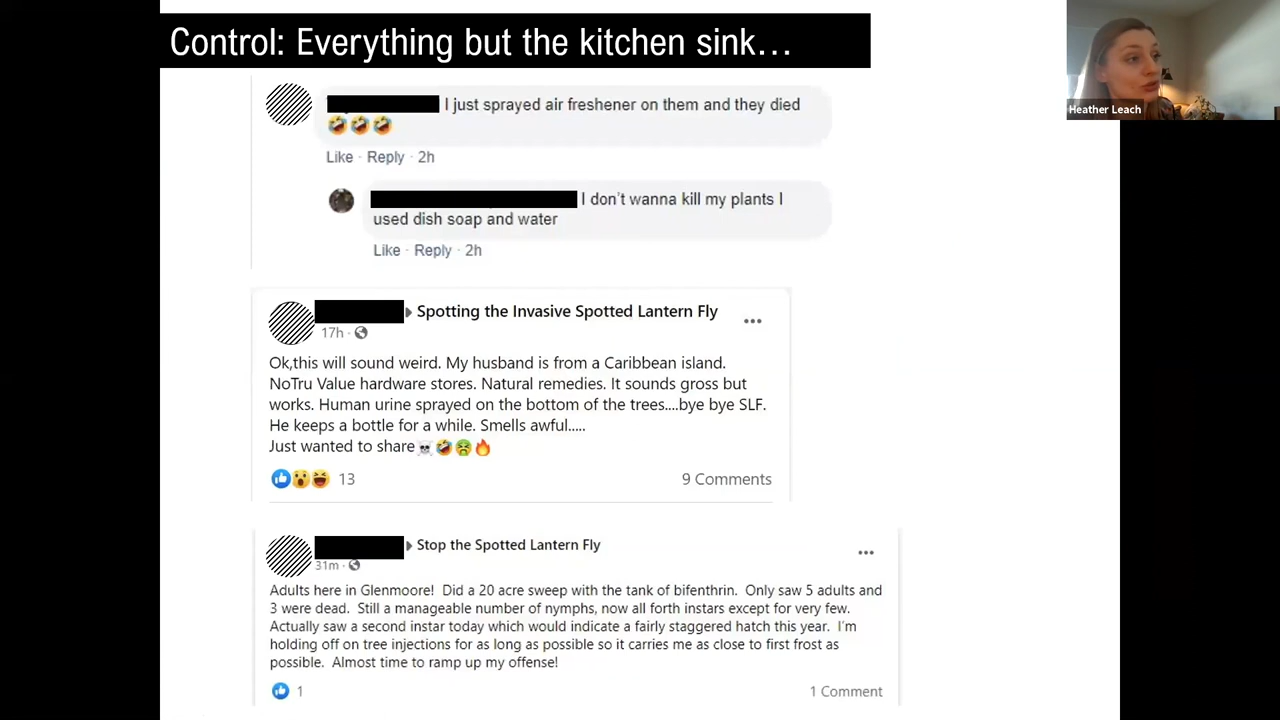 Control: Everything but the kitchen sink...
Heather Leach
I just sprayed air freshener on them and they died
🤣🤣🤣
Like · Reply · 2h
I don't wanna kill my plants I
used dish soap and water
Like · Reply · 2h
Spotting the Invasive Spotted Lantern Fly
17h ·
Ok,this will sound weird. My husband is from a Caribbean island.
NoTru Value hardware stores. Natural remedies. It sounds gross but
works. Human urine sprayed on the bottom of the trees....bye bye SLF.
He keeps a bottle for a while. Smells awful.....
Just wanted to share☠️🤣🤮🔥
13
9 Comments
Stop the Spotted Lantern Fly
31m ·
Adults here in Glenmoore! Did a 20 acre sweep with the tank of bifenthrin. Only saw 5 adults and
3 were dead. Still a manageable number of nymphs, now all forth instars except for very few.
Actually saw a second instar today which would indicate a fairly staggered hatch this year. I'm
holding off on tree injections for as long as possible so it carries me as close to first frost as
possible. Almost time to ramp up my offense!
1
1 Comment